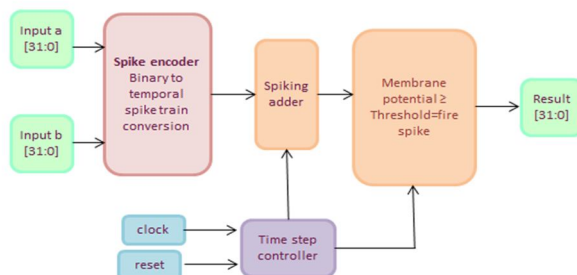 Input a
[31:0]
Input b
[31:0]
Spike encoder
Binary to
temporal
spike train
conversion
Spiking
adder
Membrane
potential ≥
Threshold=fire
spike
Result
[31:0]
clock
reset
Time step
controller